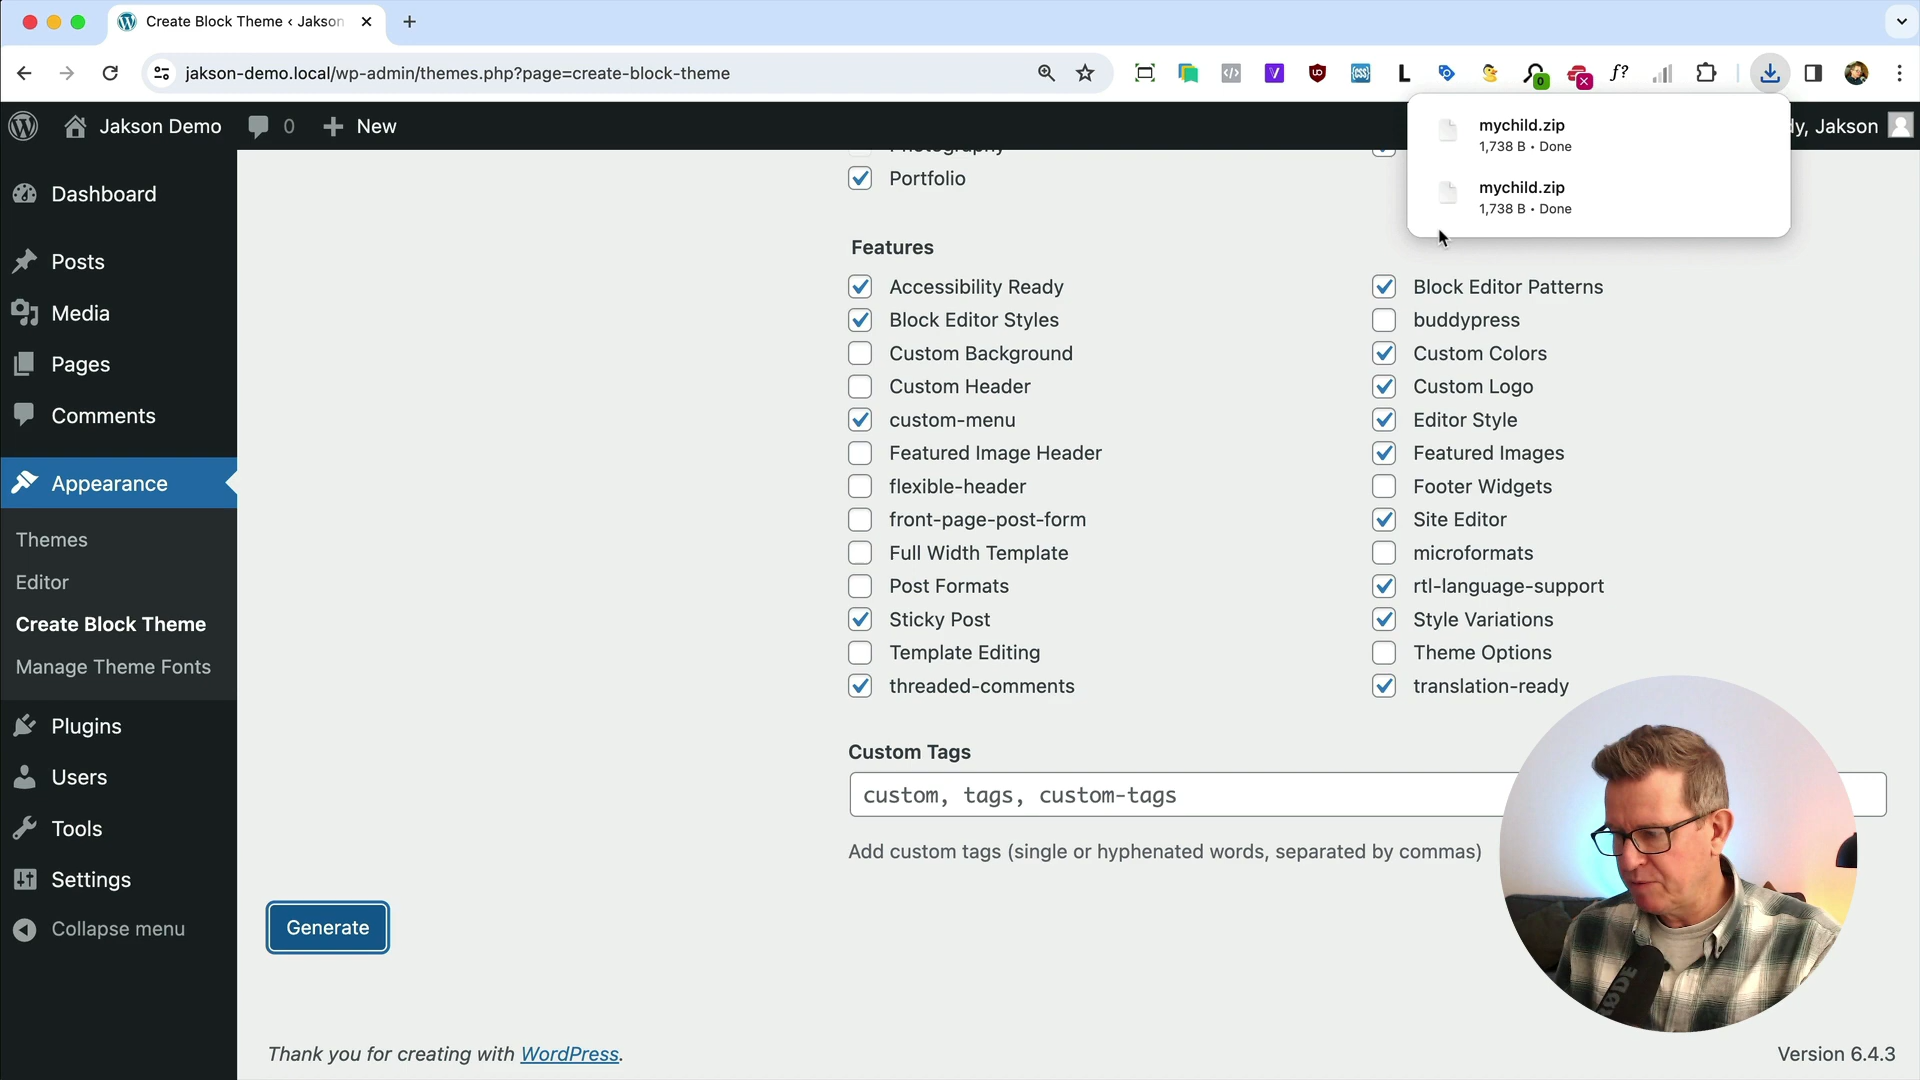 Create Block Theme ‹ Jakson
jakson-demo.local/wp-admin/themes.php?page=create-block-theme
Jakson Demo
0
New
dy, Jakson
mychild.zip
1,738 B • Done
mychild.zip
1,738 B • Done
Dashboard
Posts
Media
Pages
Comments
Appearance
Themes
Editor
Create Block Theme
Manage Theme Fonts
Plugins
Users
Tools
Settings
Collapse menu
Photography
Portfolio
Features
Accessibility Ready
Block Editor Patterns
Block Editor Styles
buddypress
Custom Background
Custom Colors
Custom Header
Custom Logo
custom-menu
Editor Style
Featured Image Header
Featured Images
flexible-header
Footer Widgets
front-page-post-form
Site Editor
Full Width Template
microformats
Post Formats
rtl-language-support
Sticky Post
Style Variations
Template Editing
Theme Options
threaded-comments
translation-ready
Custom Tags
custom, tags, custom-tags
Add custom tags (single or hyphenated words, separated by commas)
Generate
Thank you for creating with WordPress.
Version 6.4.3